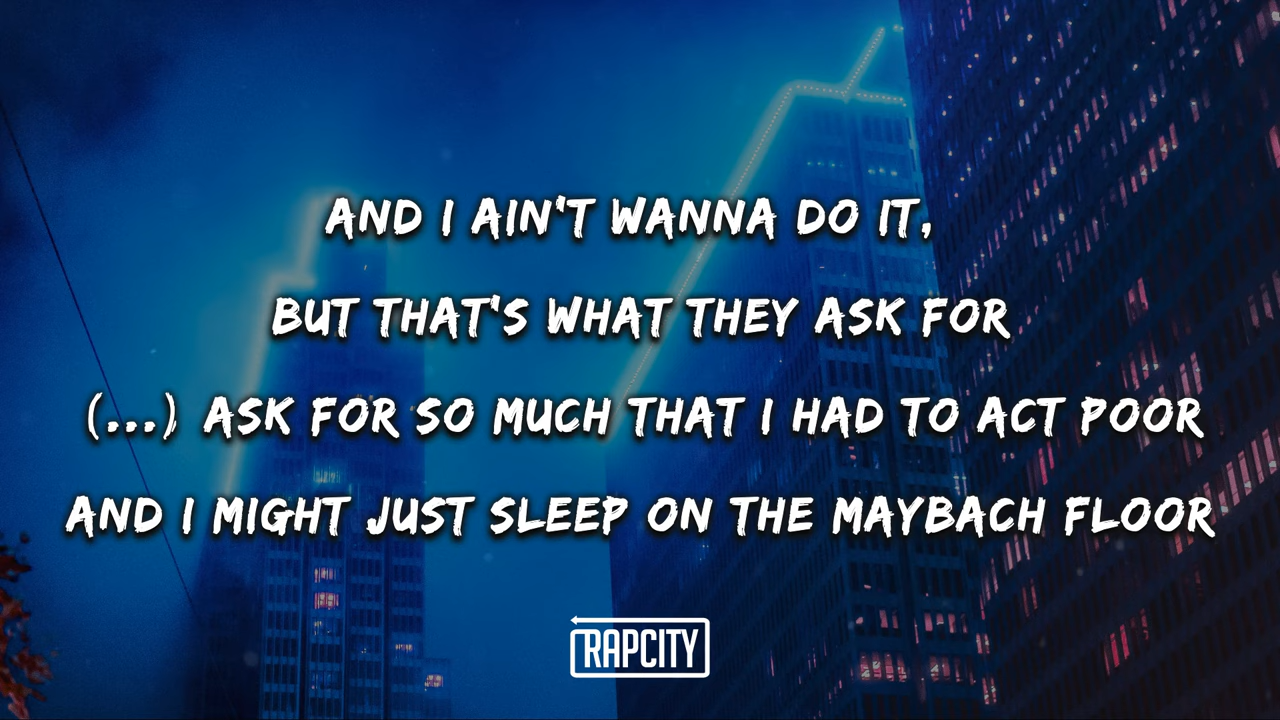 AND I AIN'T WANNA DO IT,
BUT THAT'S WHAT THEY ASK FOR
(...) ASK FOR SO MUCH THAT I HAD TO ACT POOR
AND I MIGHT JUST SLEEP ON THE MAYBACH FLOOR
RAPCITY